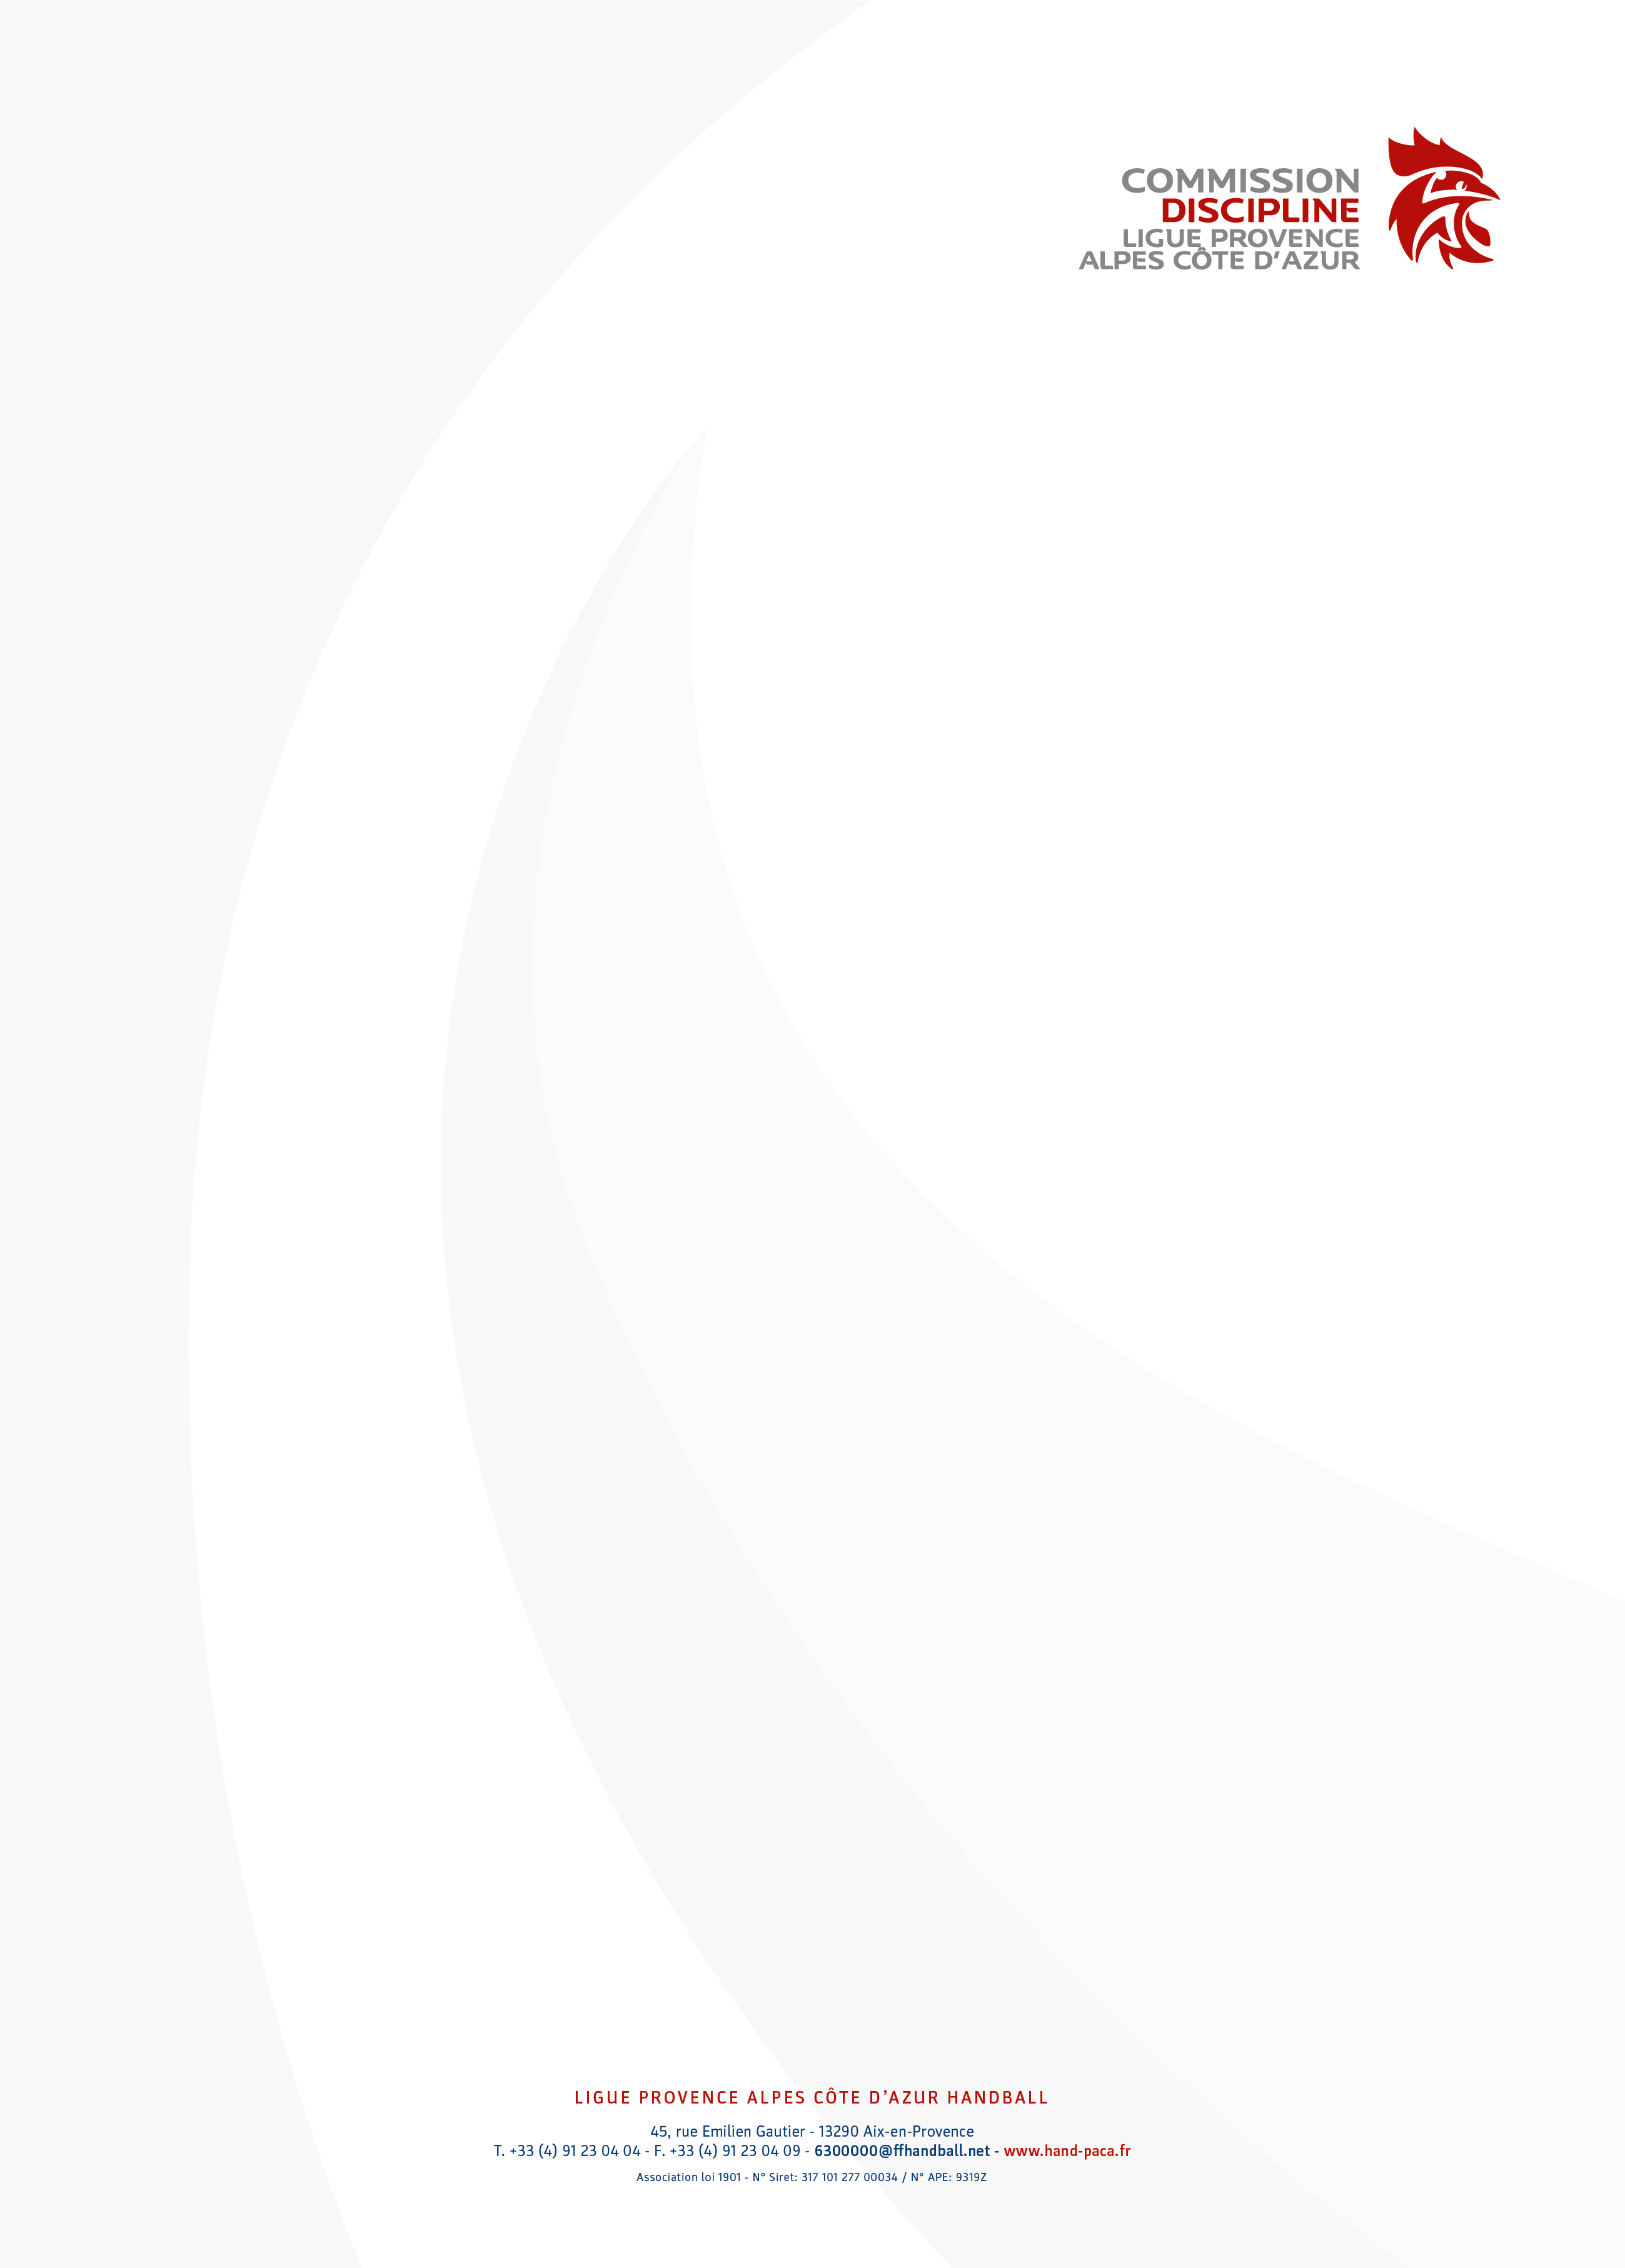 COMMISSION
DISCIPLINE
LIGUE PROVENCE
ALPES CÔTE D'AZUR
LIGUE PROVENCE ALPES CÔTE D’AZUR HANDBALL
45, rue Emilien Gautier - 13290 Aix-en-Provence
T. +33 (4) 91 23 04 04 - F. +33 (4) 91 23 04 09 - 6300000@ffhandball.net - www.hand-paca.fr
Association loi 1901 - N° Siret: 317 101 277 00034 / N° APE: 9319Z